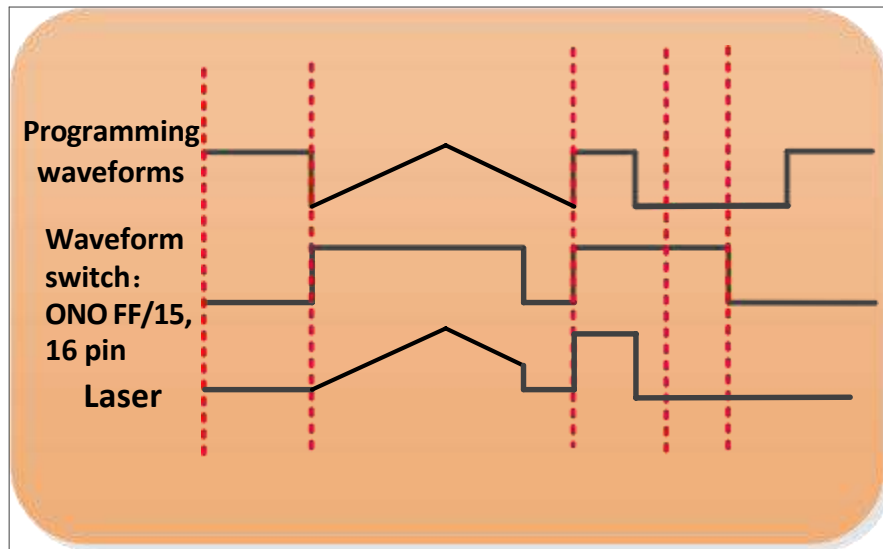 Programming
waveforms
Waveform
switch：
ONO FF/15,
16 pin
Laser